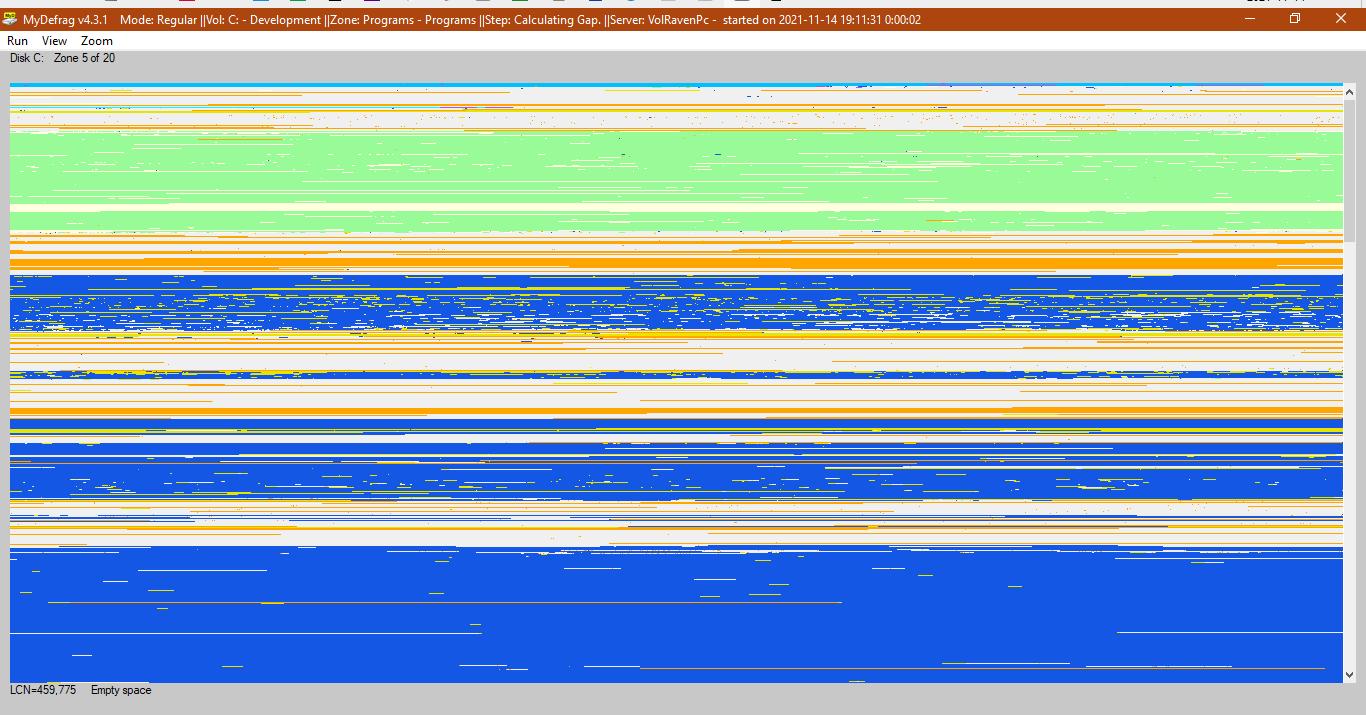 MyDefrag v4.3.1 Mode: Regular ||Vol: C: - Development ||Zone: Programs - Programs ||Step: Calculating Gap. ||Server: VolRavenPc - started on 2021-11-14 19:11:31 0:00:02
Run View Zoom
Disk C: Zone 5 of 20
LCN=459,775 Empty space